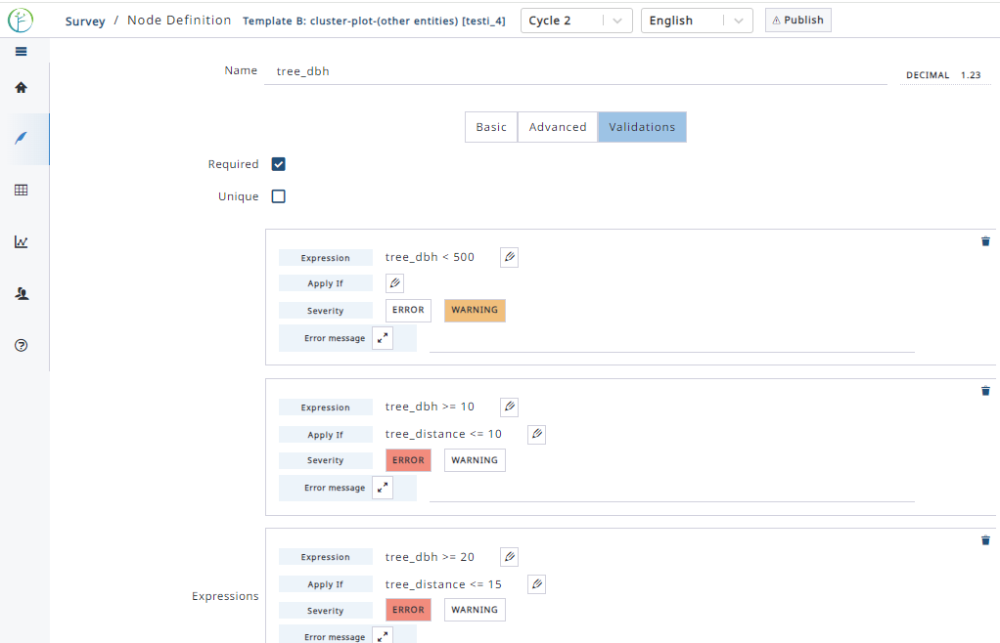 Survey / Node Definition Template B: cluster-plot-(other entities) [testi_4] Cycle 2 English ⚠ Publish
Name tree_dbh DECIMAL 1.23
Basic Advanced Validations
Required
Unique
Expression tree_dbh < 500
Apply If
Severity ERROR WARNING
Error message
Expression tree_dbh >= 10
Apply If tree_distance <= 10
Severity ERROR WARNING
Error message
Expression tree_dbh >= 20
Apply If tree_distance <= 15
Expressions
Severity ERROR WARNING
Error message